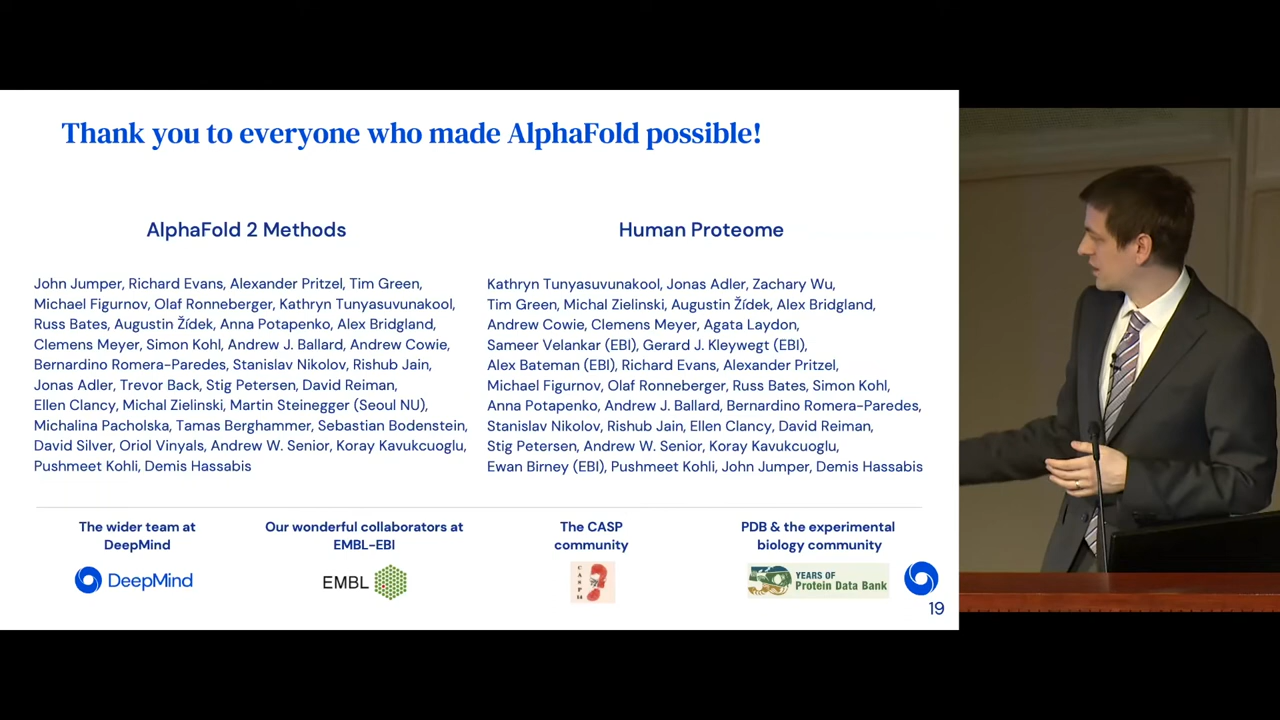 Thank you to everyone who made AlphaFold possible!
AlphaFold 2 Methods
John Jumper, Richard Evans, Alexander Pritzel, Tim Green,
Michael Figurnov, Olaf Ronneberger, Kathryn Tunyasuvunakool,
Russ Bates, Augustin Žídek, Anna Potapenko, Alex Bridgland,
Clemens Meyer, Simon Kohl, Andrew J. Ballard, Andrew Cowie,
Bernardino Romera-Paredes, Stanislav Nikolov, Rishub Jain,
Jonas Adler, Trevor Back, Stig Petersen, David Reiman,
Ellen Clancy, Michal Zielinski, Martin Steinegger (Seoul NU),
Michalina Pacholska, Tamas Berghammer, Sebastian Bodenstein,
David Silver, Oriol Vinyals, Andrew W. Senior, Koray Kavukcuoglu,
Pushmeet Kohli, Demis Hassabis
Human Proteome
Kathryn Tunyasuvunakool, Jonas Adler, Zachary Wu,
Tim Green, Michal Zielinski, Augustin Žídek, Alex Bridgland,
Andrew Cowie, Clemens Meyer, Agata Laydon,
Sameer Velankar (EBI), Gerard J. Kleywegt (EBI),
Alex Bateman (EBI), Richard Evans, Alexander Pritzel,
Michael Figurnov, Olaf Ronneberger, Russ Bates, Simon Kohl,
Anna Potapenko, Andrew J. Ballard, Bernardino Romera-Paredes,
Stanislav Nikolov, Rishub Jain, Ellen Clancy, David Reiman,
Stig Petersen, Andrew W. Senior, Koray Kavukcuoglu,
Ewan Birney (EBI), Pushmeet Kohli, John Jumper, Demis Hassabis
The wider team at
DeepMind
DeepMind
Our wonderful collaborators at
EMBL-EBI
EMBL
The CASP
community
CASP
14
PDB & the experimental
biology community
50
YEARS OF
Protein Data Bank
19